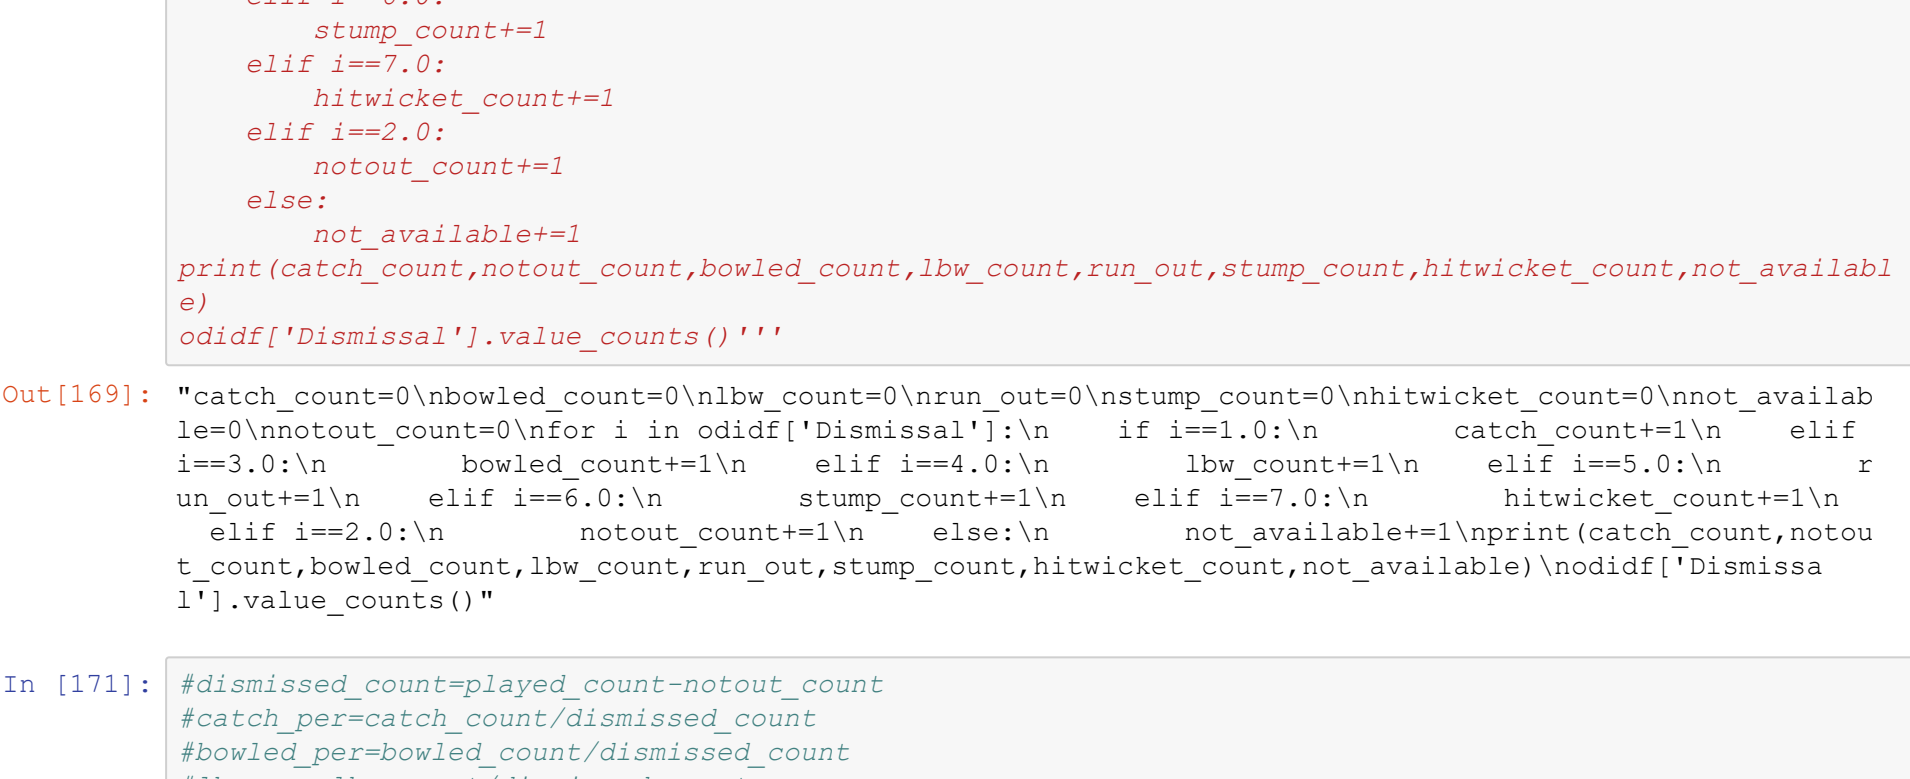 elif i==6.0:
        stump_count+=1
    elif i==7.0:
        hitwicket_count+=1
    elif i==2.0:
        notout_count+=1
    else:
        not_available+=1
print(catch_count,notout_count,bowled_count,lbw_count,run_out,stump_count,hitwicket_count,not_availabl
e)
odidf['Dismissal'].value_counts()'''
Out[169]: "catch_count=0\nbowled_count=0\nlbw_count=0\nrun_out=0\nstump_count=0\nhitwicket_count=0\nnot_availab
le=0\nnotout_count=0\nfor i in odidf['Dismissal']:\n    if i==1.0:\n        catch_count+=1\n    elif
i==3.0:\n        bowled_count+=1\n    elif i==4.0:\n        lbw_count+=1\n    elif i==5.0:\n        r
un_out+=1\n    elif i==6.0:\n        stump_count+=1\n    elif i==7.0:\n        hitwicket_count+=1\n
  elif i==2.0:\n        notout_count+=1\n    else:\n        not_available+=1\nprint(catch_count,notou
t_count,bowled_count,lbw_count,run_out,stump_count,hitwicket_count,not_available)\nodidf['Dismissa
l'].value_counts()"
In [171]: #dismissed_count=played_count-notout_count
#catch_per=catch_count/dismissed_count
#bowled_per=bowled_count/dismissed_count